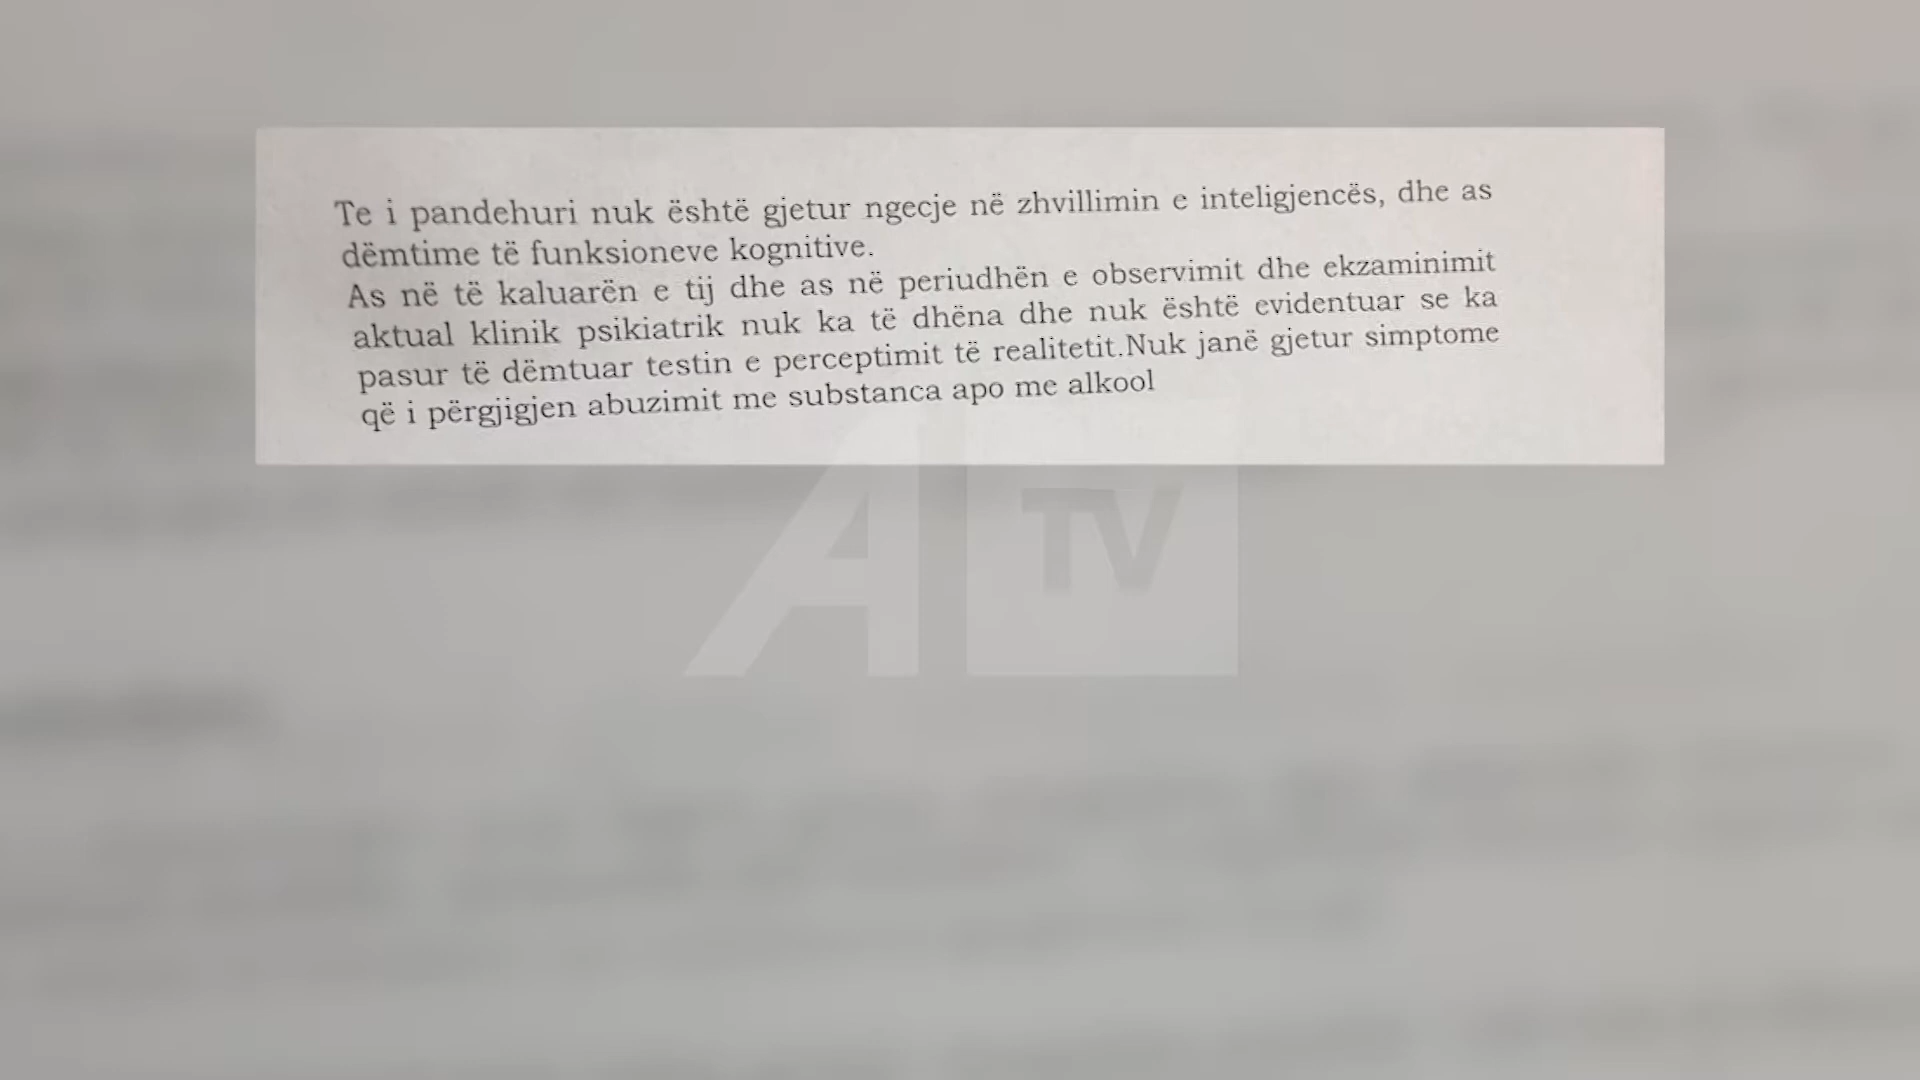 Te i pandehuri nuk është gjetur ngecje në zhvillimin e inteligjencës, dhe as
dëmtime të funksioneve kognitive.
As në të kaluarën e tij dhe as në periudhën e observimit dhe ekzaminimit
aktual klinik psikiatrik nuk ka të dhëna dhe nuk është evidentuar se ka
pasur të dëmtuar testin e perceptimit të realitetit.Nuk janë gjetur simptome
që i përgjigjen abuzimit me substanca apo me alkool
A TV